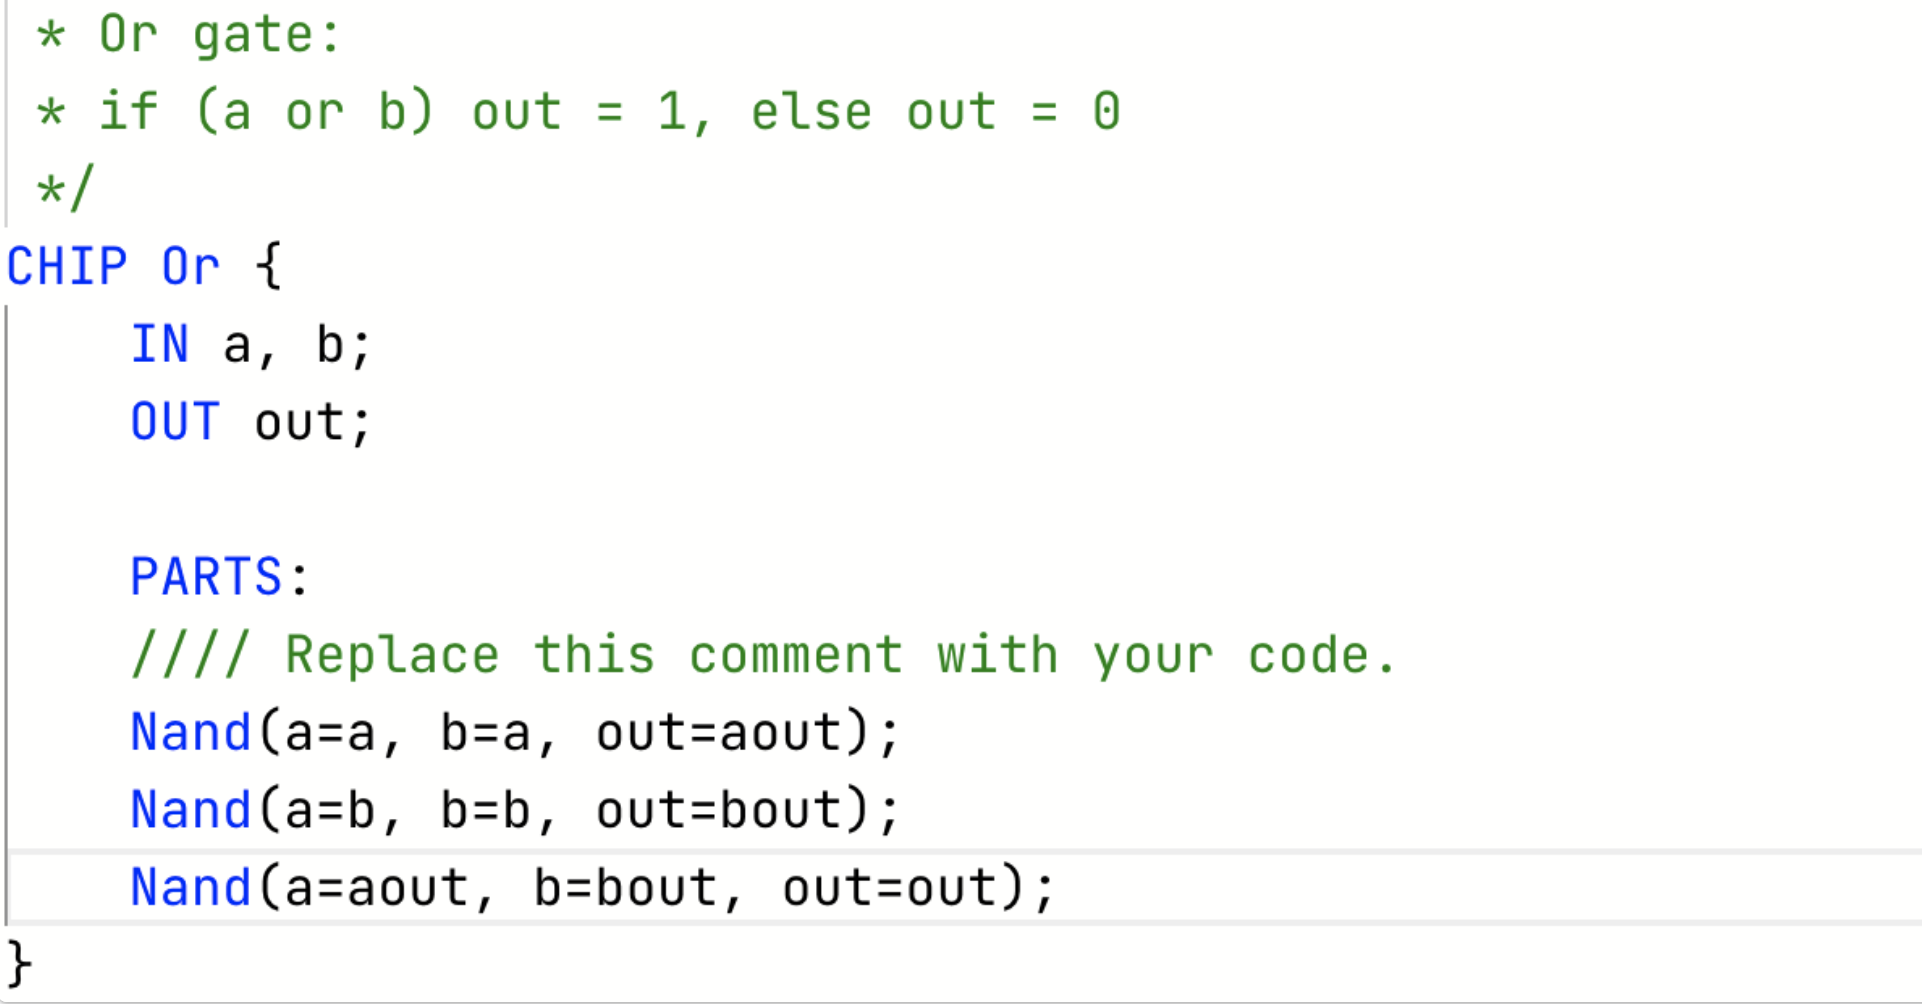 * Or gate:
* if (a or b) out = 1, else out = 0
*/
CHIP Or {
IN a, b;
OUT out;
PARTS:
//// Replace this comment with your code.
Nand(a=a, b=a, out=aout);
Nand(a=b, b=b, out=bout);
Nand(a=aout, b=bout, out=out);
}